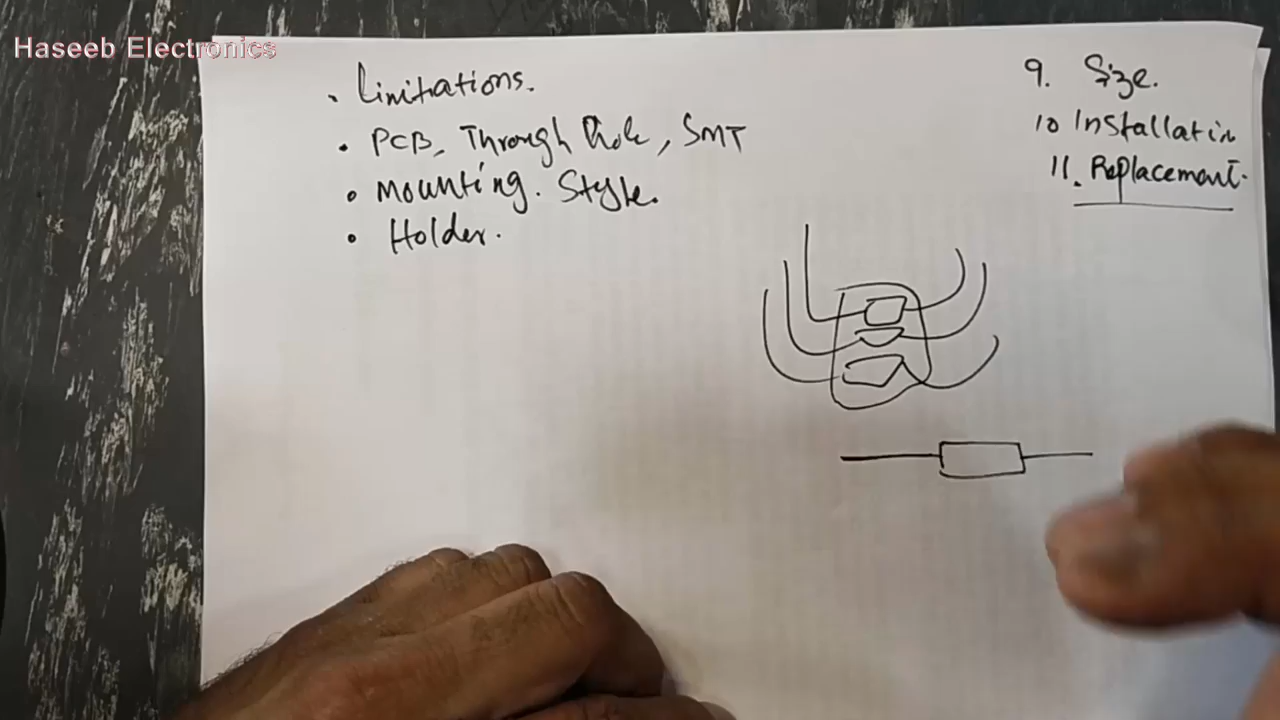 Haseeb Electronics
. Limitations.
. PCB, Through Hole, SMT
. Mounting. Style.
. Holder.
9. Size.
10 Installatin
11. Replacement.